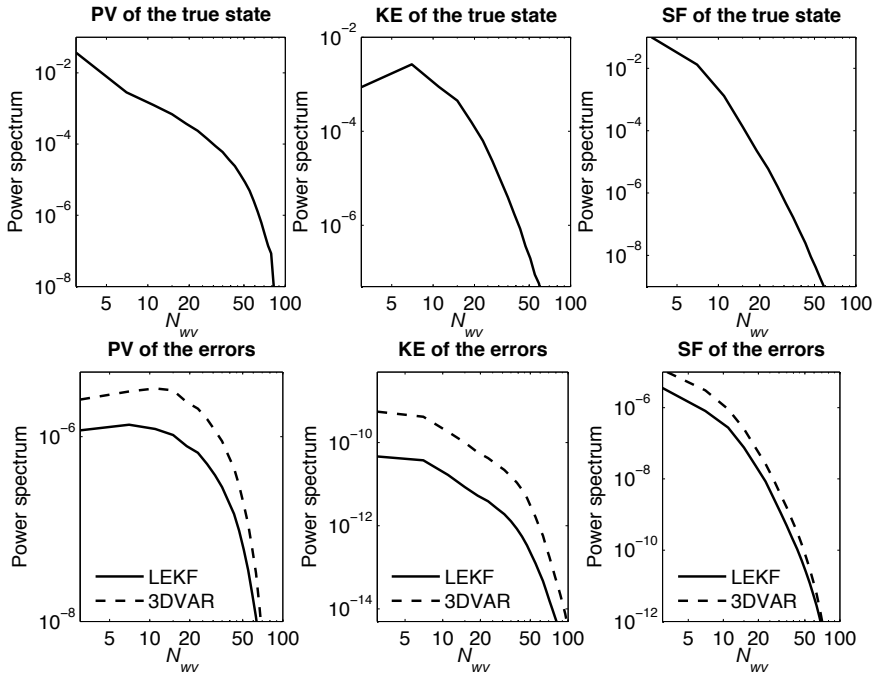 PV of the true state
KE of the true state
SF of the true state
Power spectrum
10^-2
10^-4
10^-6
10^-8
5 10 20 50 100
N_wv
Power spectrum
10^-2
10^-4
10^-6
5 10 20 50 100
N_wv
Power spectrum
10^-2
10^-4
10^-6
10^-8
5 10 20 50 100
N_wv
PV of the errors
KE of the errors
SF of the errors
Power spectrum
10^-6
10^-8
LEKF
3DVAR
5 10 20 50 100
N_wv
Power spectrum
10^-10
10^-12
10^-14
LEKF
3DVAR
5 10 20 50 100
N_wv
Power spectrum
10^-6
10^-8
10^-10
10^-12
LEKF
3DVAR
5 10 20 50 100
N_wv